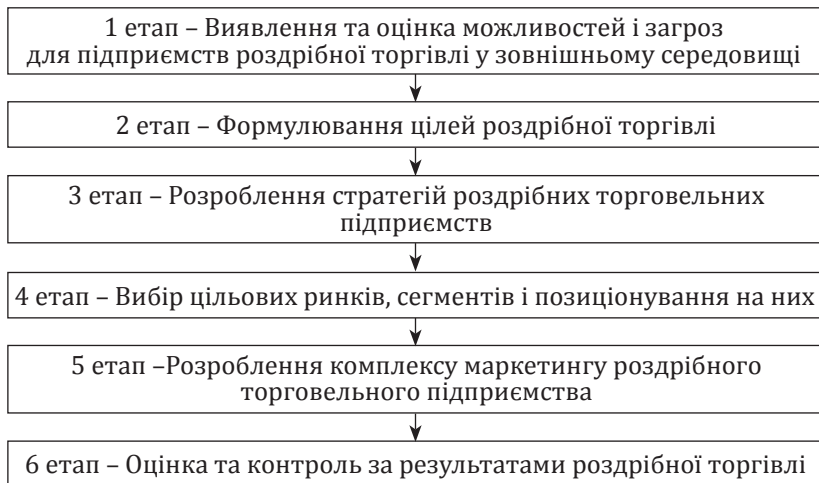 1 етап – Виявлення та оцінка можливостей і загроз
для підприємств роздрібної торгівлі у зовнішньому середовищі
2 етап – Формулювання цілей роздрібної торгівлі
3 етап – Розроблення стратегій роздрібних торговельних
підприємств
4 етап – Вибір цільових ринків, сегментів і позиціонування на них
5 етап –Розроблення комплексу маркетингу роздрібного
торговельного підприємства
6 етап – Оцінка та контроль за результатами роздрібної торгівлі